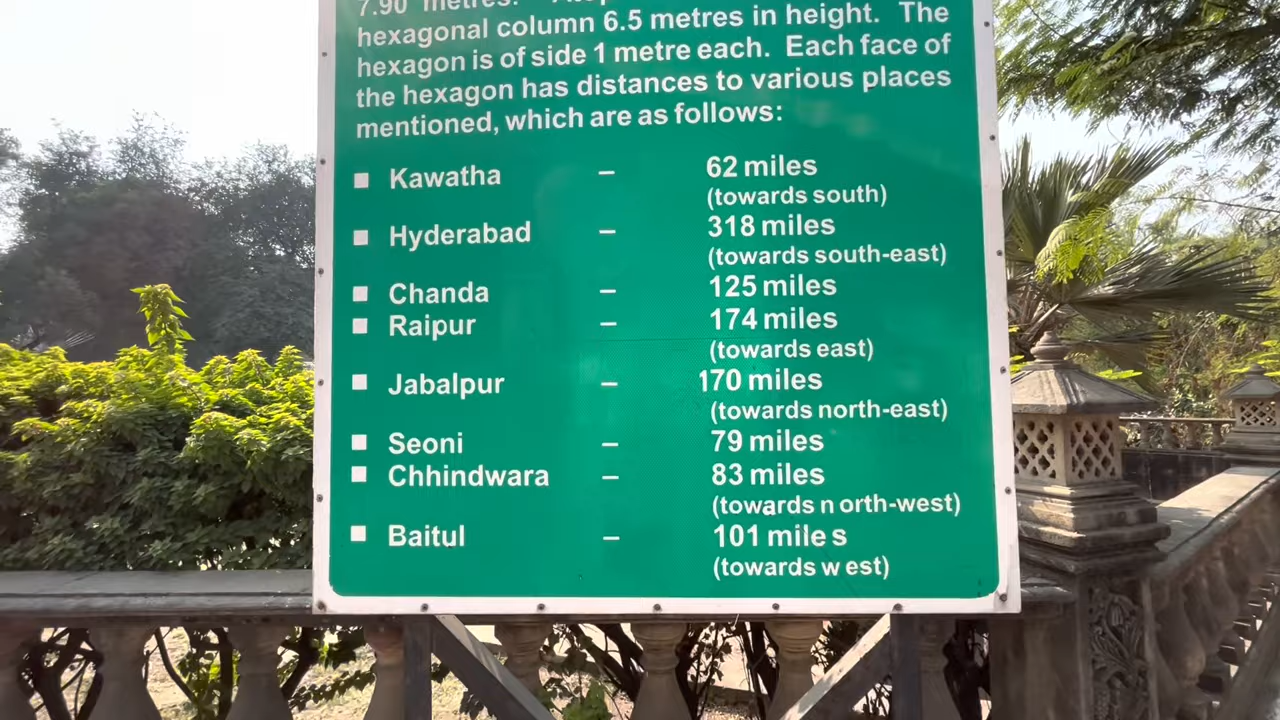 7.90 metres.
hexagonal column 6.5 metres in height. The
hexagon is of side 1 metre each. Each face of
the hexagon has distances to various places
mentioned, which are as follows:
■ Kawatha – 62 miles
(towards south)
■ Hyderabad – 318 miles
(towards south-east)
■ Chanda – 125 miles
■ Raipur – 174 miles
(towards east)
■ Jabalpur – 170 miles
(towards north-east)
■ Seoni – 79 miles
■ Chhindwara – 83 miles
(towards n orth-west)
■ Baitul – 101 mile s
(towards w est)